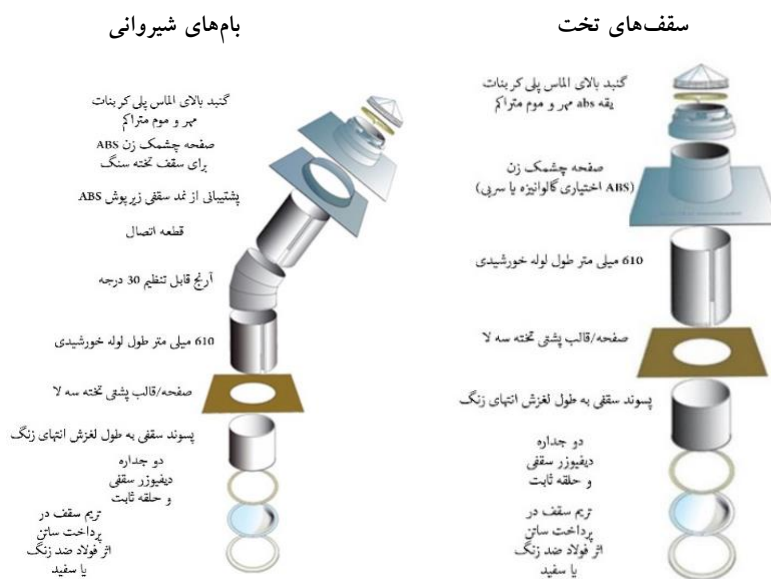 سقف‌های تخت
گنبد بالای الماس پلی کربنات
یقه abs مهر و موم متراکم
صفحه چشمک زن
(ABS اختیاری گالوانیزه یا سربی)
610 میلی متر طول لوله خورشیدی
صفحه/قالب پشتی تخته سه لا
پسوند سقفی به طول لغزش انتهای زنگ
دو جداره
دیفیوزر سقفی
و حلقه ثابت
تریم سقف در
پرداخت ساتن
اثر فولاد ضد زنگ
یا سفید
بام‌های شیروانی
گنبد بالای الماس پلی کربنات
مهر و موم متراکم
صفحه چشمک زن ABS
برای سقف تخته سنگ
پشتیبانی از نمد سقفی زیرپوش ABS
قطعه اتصال
آرنج قابل تنظیم 30 درجه
610 میلی متر طول لوله خورشیدی
صفحه/قالب پشتی تخته سه لا
پسوند سقفی به طول لغزش انتهای زنگ
دو جداره
دیفیوزر سقفی
و حلقه ثابت
تریم سقف در
پرداخت ساتن
اثر فولاد ضد زنگ
یا سفید